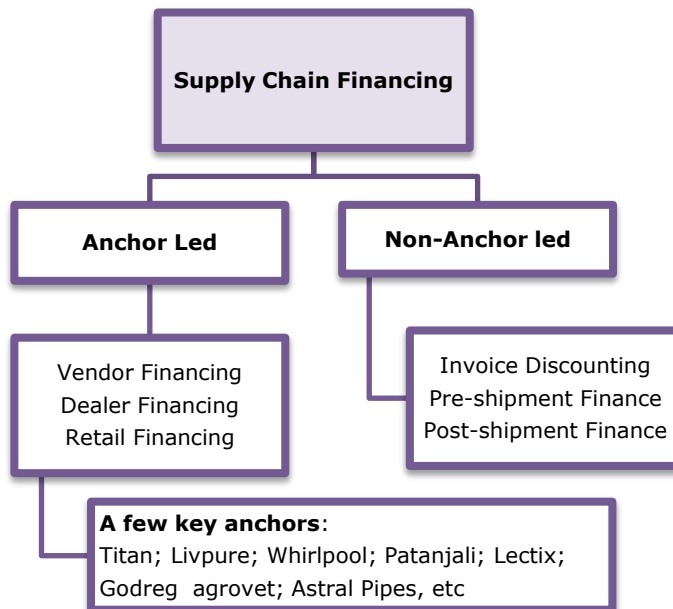 Supply Chain Financing
Anchor Led
Non-Anchor led
Vendor Financing
Dealer Financing
Retail Financing
Invoice Discounting
Pre-shipment Finance
Post-shipment Finance
A few key anchors:
Titan; Livpure; Whirlpool; Patanjali; Lectix;
Godreg agrovet; Astral Pipes, etc